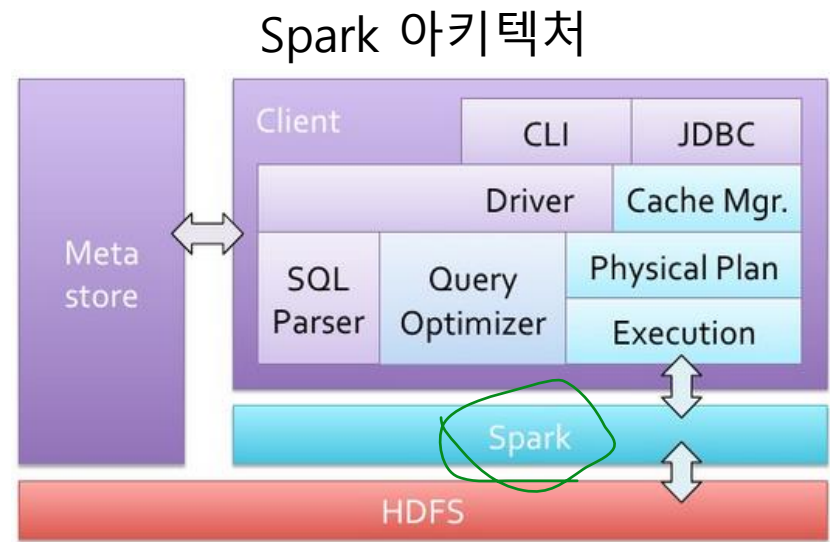 Spark 아키텍처
Client
CLI
JDBC
Driver
Cache Mgr.
Meta
store
SQL
Parser
Query
Optimizer
Physical Plan
Execution
Spark
HDFS